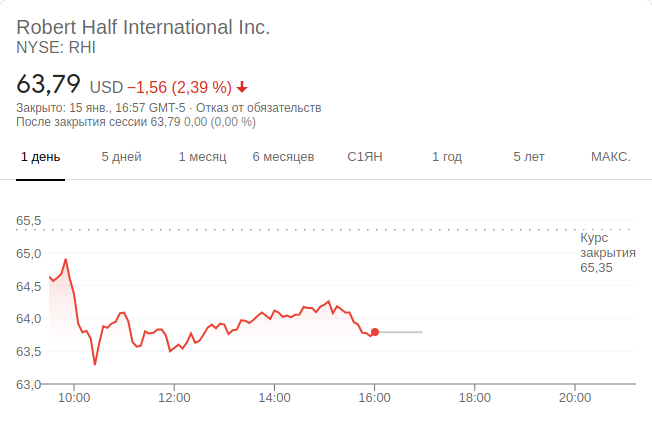 Robert Half International Inc.
NYSE: RHI
63,79 USD −1,56 (2,39 %)
Закрыто: 15 янв., 16:57 GMT-5 · Отказ от обязательств
После закрытия сессии 63,79 0,00 (0,00 %)
1 день 5 дней 1 месяц 6 месяцев С1ЯН 1 год 5 лет МАКС.
65,5
Курс
закрытия
65,35
65,0
64,5
64,0
63,5
63,0
10:00 12:00 14:00 16:00 18:00 20:00